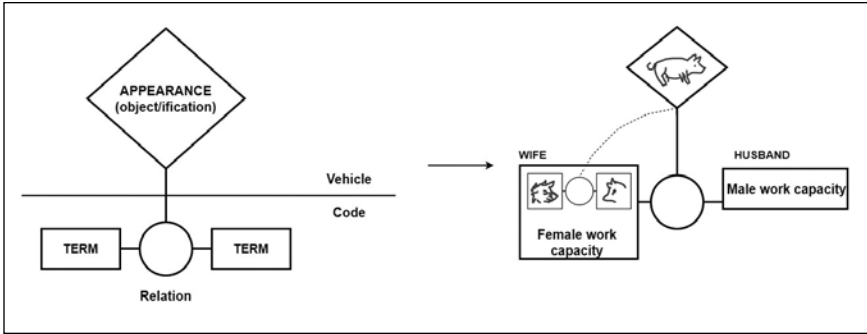 APPEARANCE
(object/ification)
Vehicle
Code
TERM
TERM
Relation
WIFE
HUSBAND
Male work capacity
Female work
capacity